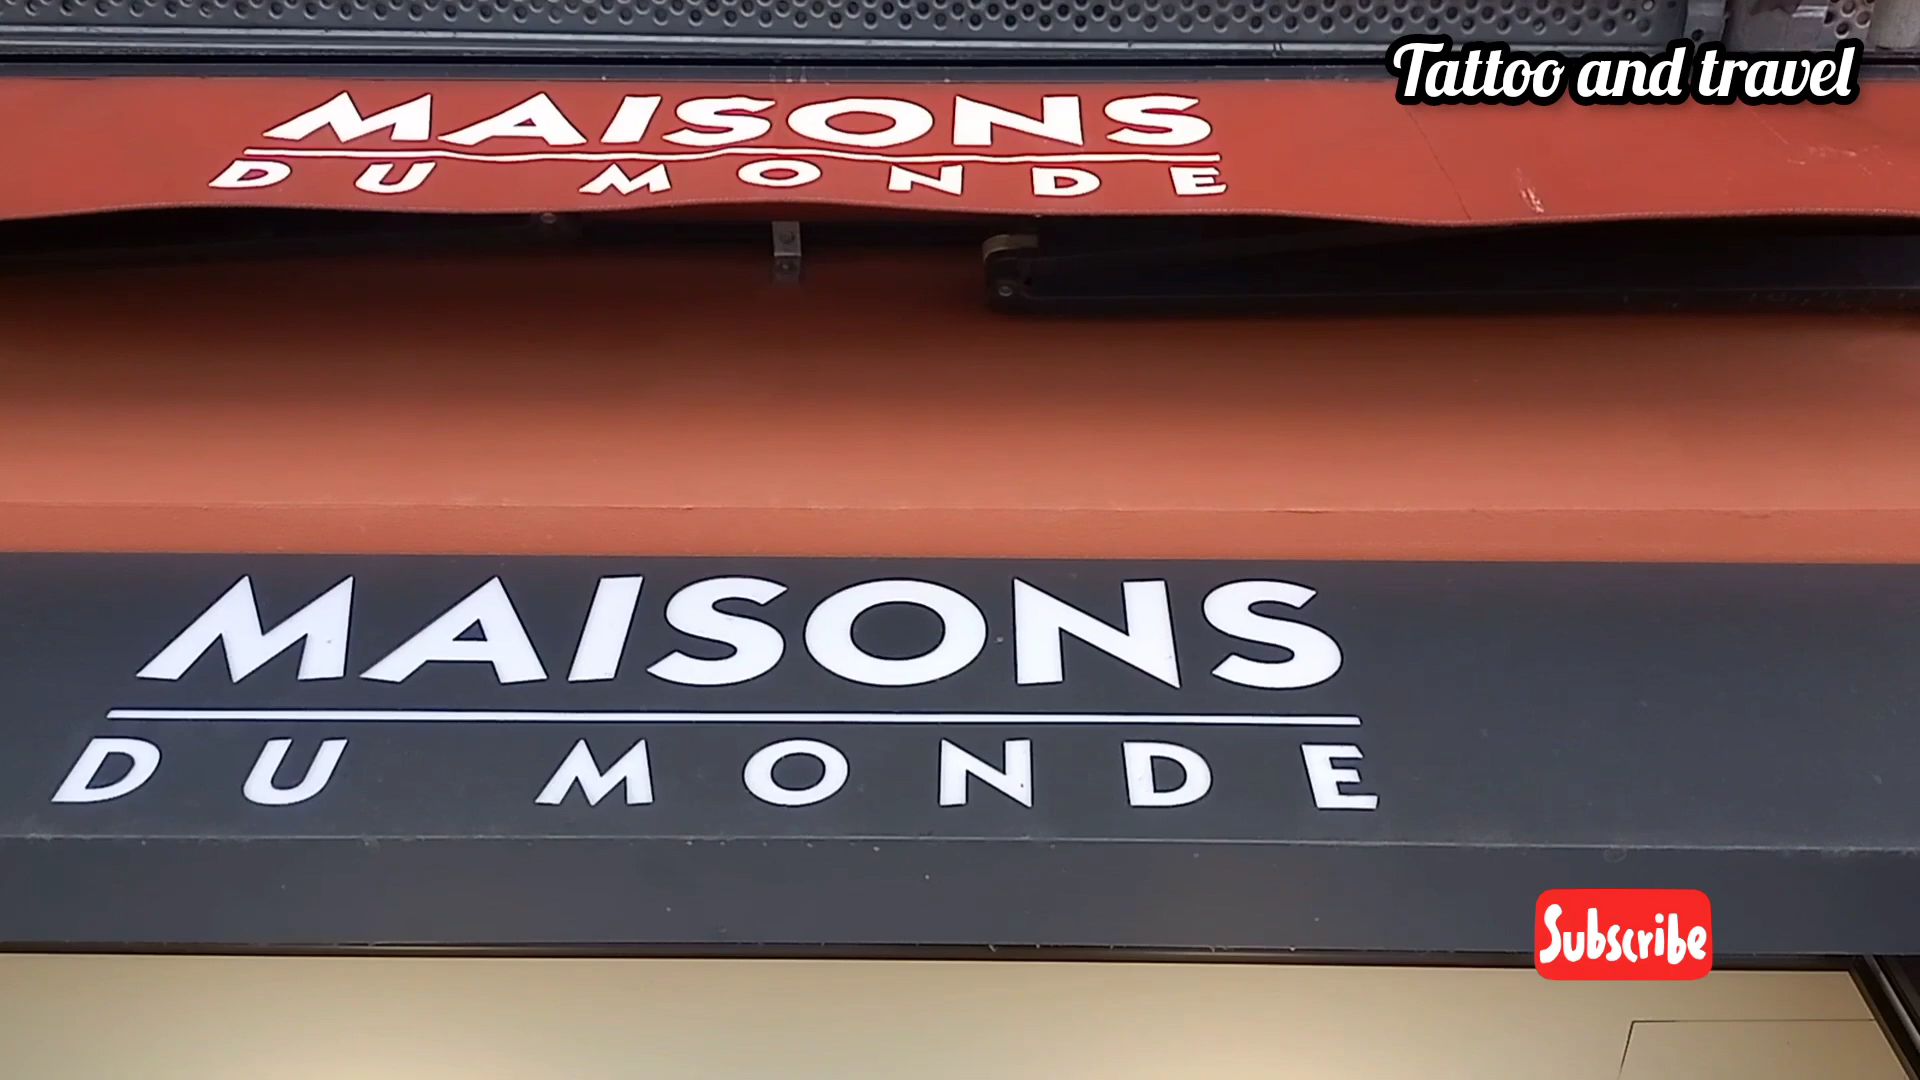 Tattoo and travel
MAISONS
DU MONDE
MAISONS
DU MONDE
Subscribe